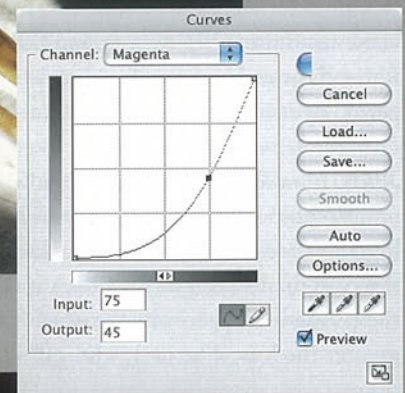 Curves
Channel: Magenta
Cancel
Load...
Save...
Smooth
Auto
Options...
Input: 75
Output: 45
Preview